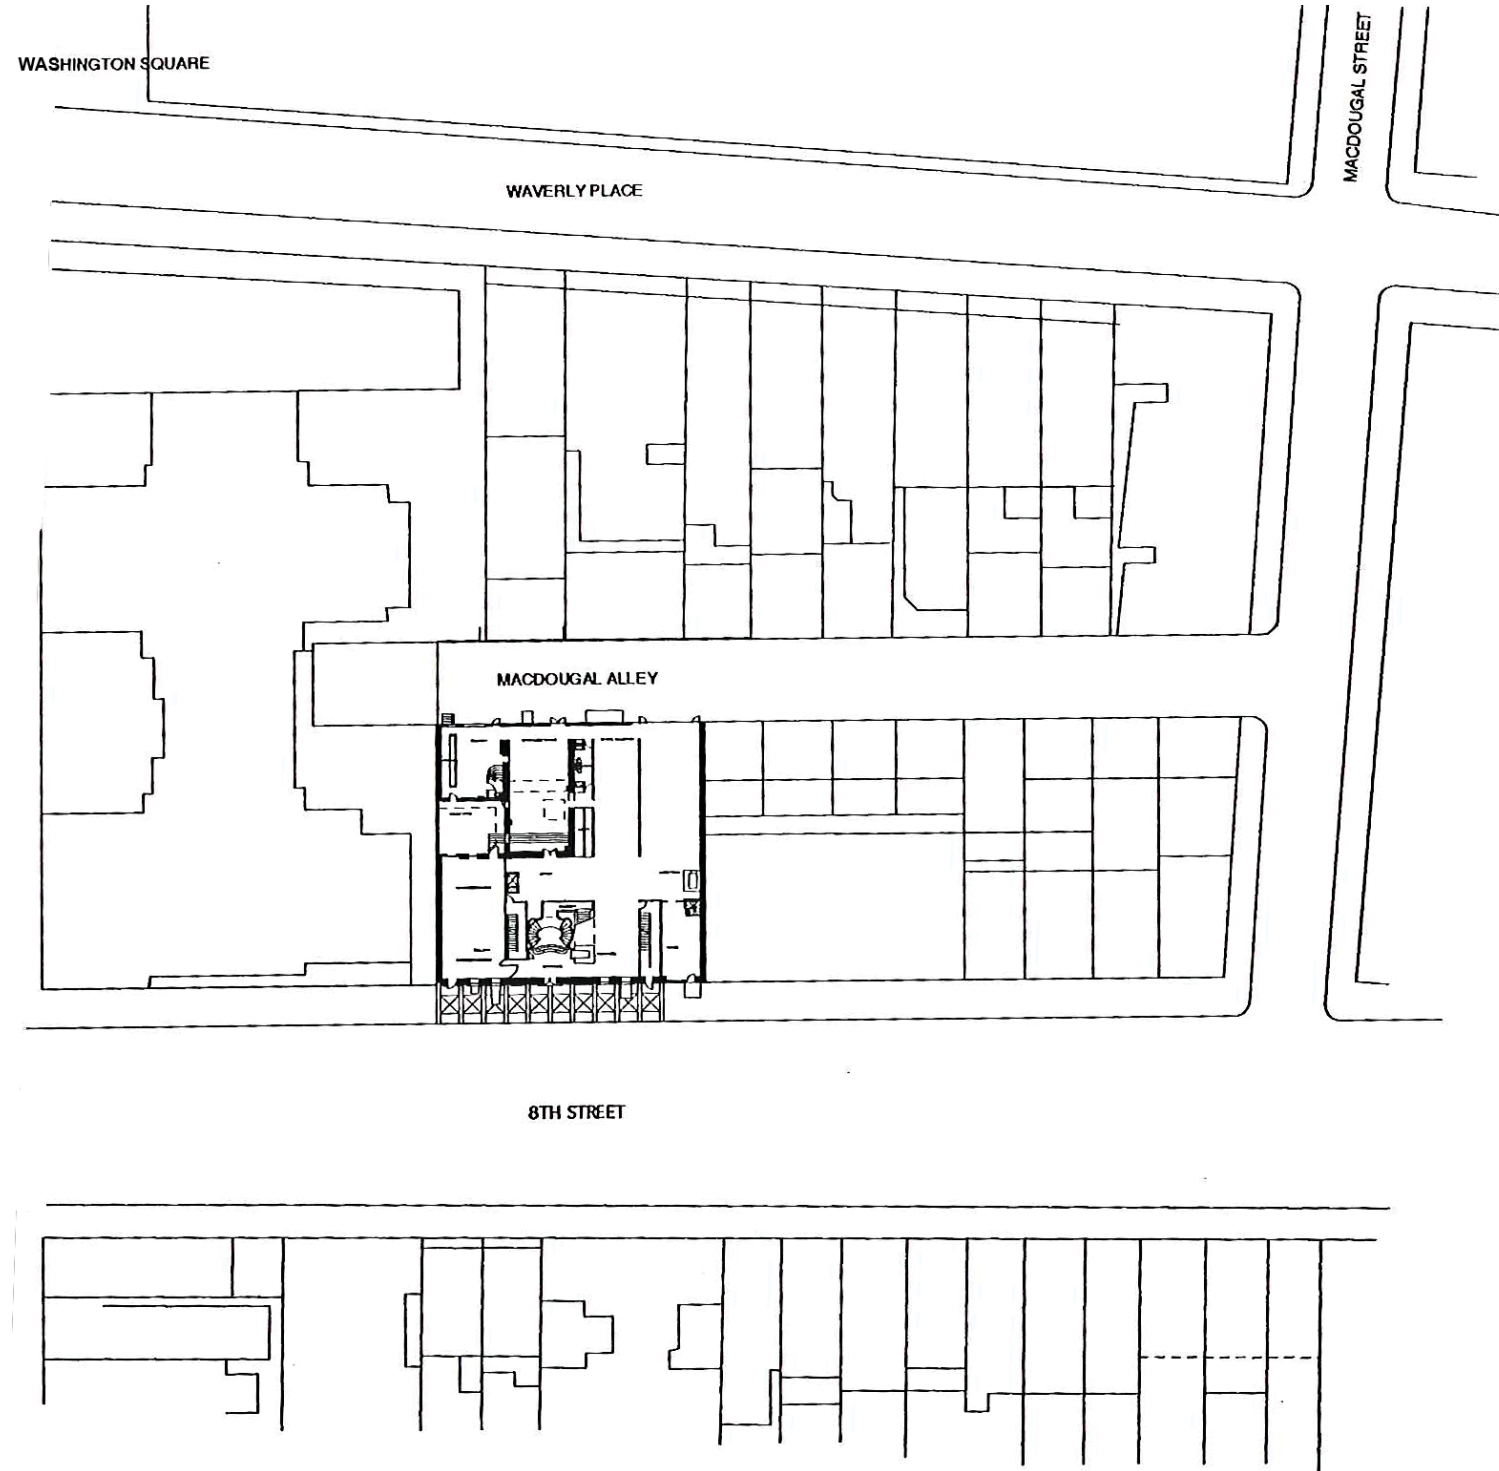 WASHINGTON SQUARE
MACDOUGAL STREET
WAVERLY PLACE
MACDOUGAL ALLEY
8TH STREET